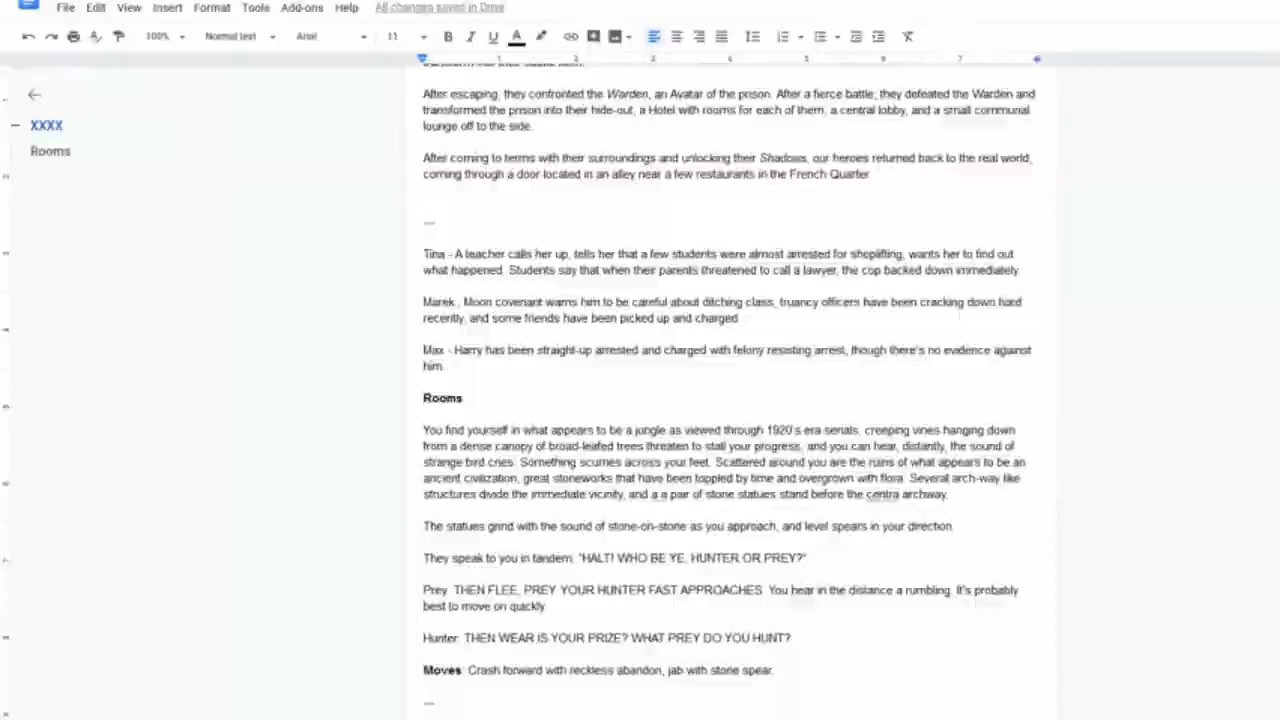 File Edit View Insert Format Tools Add-ons Help All changes saved in Drive
100% Normal text Arial 11 B I U A
1 2 3 4 5 6 7
XXXX
Rooms
After escaping, they confronted the Warden, an Avatar of the prison. After a fierce battle, they defeated the Warden and
transformed the prison into their hide-out, a Hotel with rooms for each of them, a central lobby, and a small communal
lounge off to the side.
After coming to terms with their surroundings and unlocking their Shadows, our heroes returned back to the real world,
coming through a door located in an alley near a few restaurants in the French Quarter.
---
Tina - A teacher calls her up, tells her that a few students were almost arrested for shoplifting, wants her to find out
what happened. Students say that when their parents threatened to call a lawyer, the cop backed down immediately.
Marek - Moon covenant warns him to be careful about ditching class, truancy officers have been cracking down hard
recently, and some friends have been picked up and charged.
Max - Harry has been straight-up arrested and charged with felony resisting arrest, though there's no evidence against
him.
Rooms
You find yourself in what appears to be a jungle as viewed through 1920's era serials, creeping vines hanging down
from a dense canopy of broad-leafed trees threaten to stall your progress, and you can hear, distantly, the sound of
strange bird cries. Something scurries across your feet. Scattered around you are the ruins of what appears to be an
ancient civilization, great stoneworks that have been toppled by time and overgrown with flora. Several arch-way like
structures divide the immediate vicinity, and a a pair of stone statues stand before the central archway.
The statues grind with the sound of stone-on-stone as you approach, and level spears in your direction.
They speak to you in tandem: "HALT! WHO BE YE, HUNTER OR PREY?"
Prey: THEN FLEE, PREY. YOUR HUNTER FAST APPROACHES. You hear in the distance a rumbling. It's probably
best to move on quickly.
Hunter: THEN WEAR IS YOUR PRIZE? WHAT PREY DO YOU HUNT?
Moves: Crash forward with reckless abandon, jab with stone spear.
---